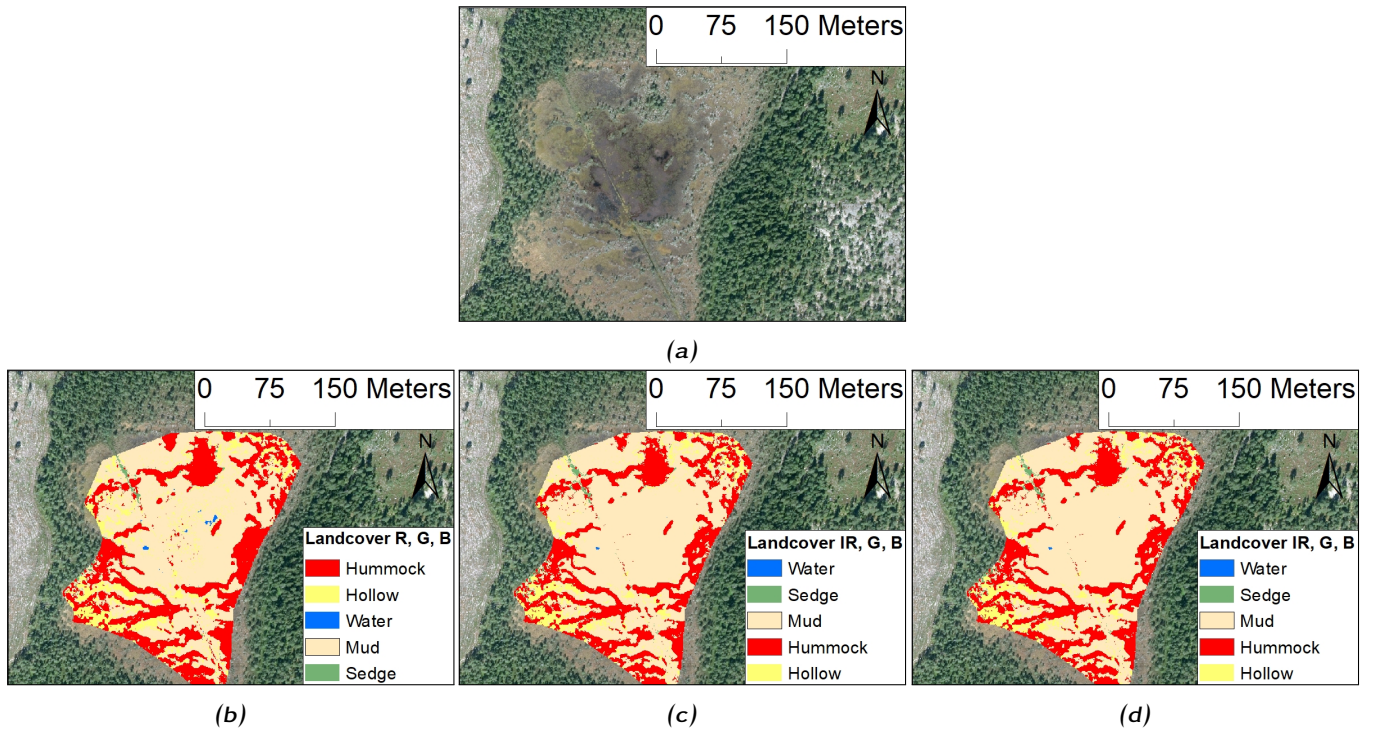 0 75 150 Meters
N
(a)
0 75 150 Meters
N
Landcover R, G, B
Hummock
Hollow
Water
Mud
Sedge
(b)
0 75 150 Meters
N
Landcover IR, G, B
Water
Sedge
Mud
Hummock
Hollow
(c)
0 75 150 Meters
N
Landcover IR, G, B
Water
Sedge
Mud
Hummock
Hollow
(d)